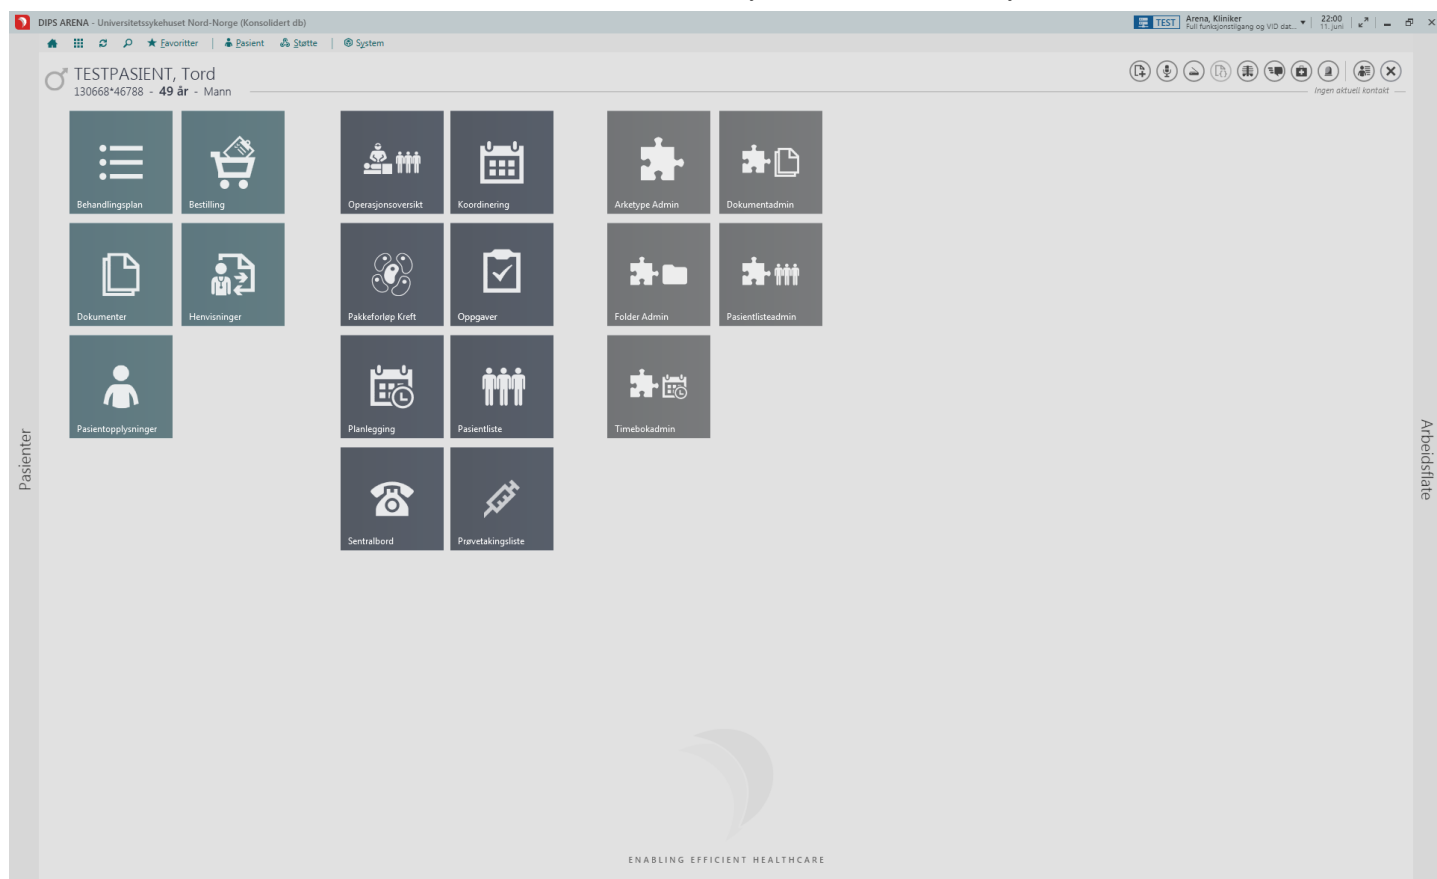 DIPS ARENA - Universitetssykehuset Nord-Norge (Konsolidert db)
TEST
Arena, Kliniker
Full funksjonstilgang og VID dat...
22:00
11. juni
Favoritter
Pasient
Støtte
System
TESTPASIENT, Tord
130668*46788 - 49 år - Mann
Ingen aktuell kontakt
Behandlingsplan
Bestilling
Operasjonsoversikt
Koordinering
Arketype Admin
Dokumentadmin
Dokumenter
Henvisninger
Pakkeforløp Kreft
Oppgaver
Folder Admin
Pasientlisteadmin
Pasientopplysninger
Planlegging
Pasientliste
Timebokadmin
Sentralbord
Prøvetakingsliste
Pasienter
Arbeidsflate
ENABLING EFFICIENT HEALTHCARE